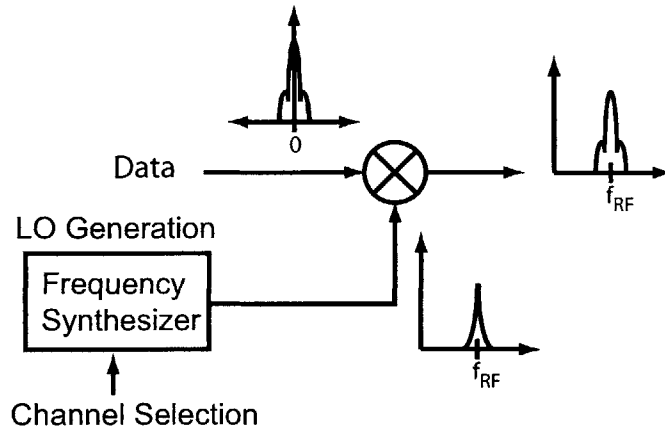 0
Data
f_RF
LO Generation
Frequency
Synthesizer
f_RF
Channel Selection